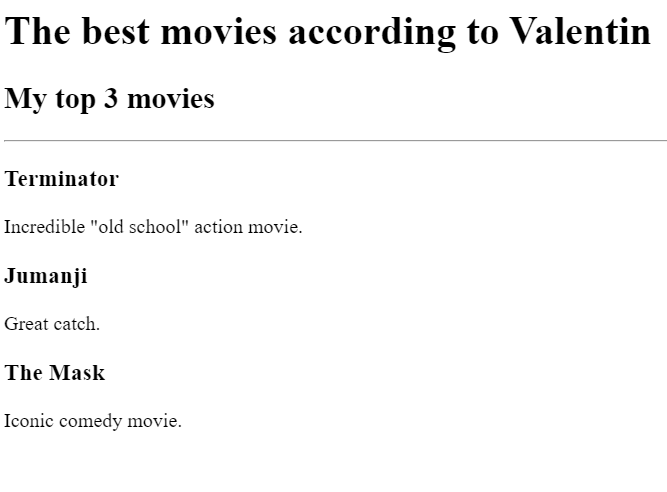 The best movies according to Valentin
My top 3 movies
Terminator
Incredible "old school" action movie.
Jumanji
Great catch.
The Mask
Iconic comedy movie.